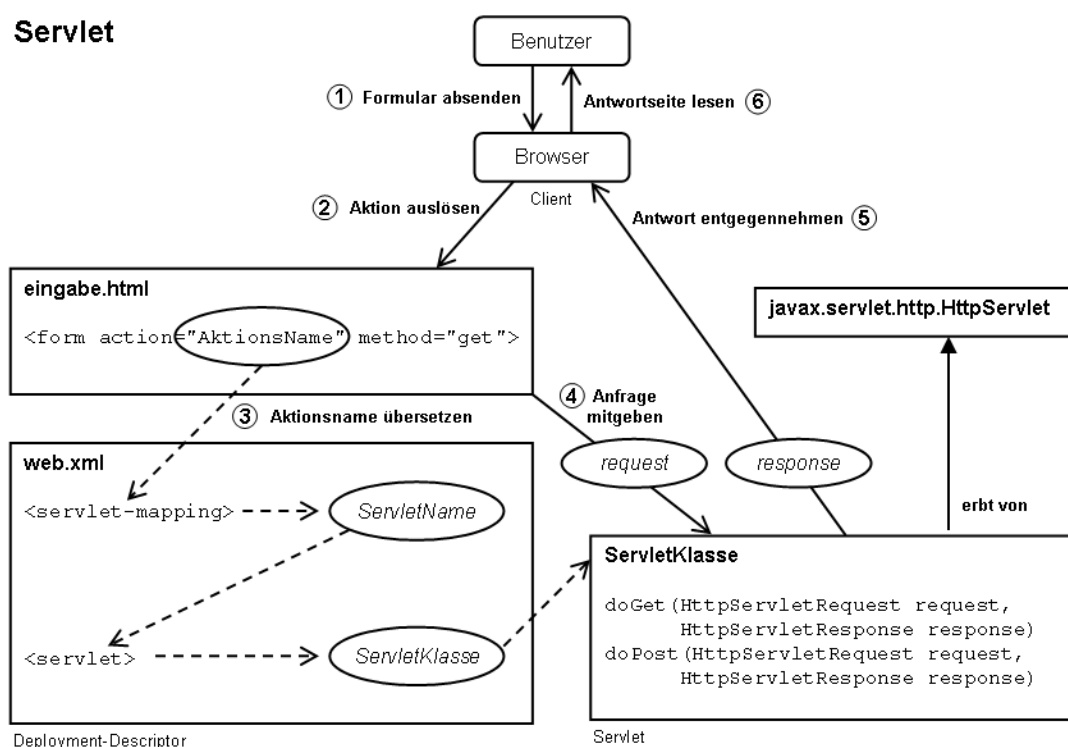 Servlet
Benutzer
1 Formular absenden
Antwortseite lesen 6
Browser
Client
2 Aktion auslösen
Antwort entgegennehmen 5
eingabe.html
<form action="AktionsName" method="get">
javax.servlet.http.HttpServlet
3 Aktionsname übersetzen
4 Anfrage
mitgeben
request
response
web.xml
<servlet-mapping>
ServletName
erbt von
<servlet>
ServletKlasse
ServletKlasse
doGet(HttpServletRequest request,
HttpServletResponse response)
doPost(HttpServletRequest request,
HttpServletResponse response)
Deployment-Descriptor
Servlet